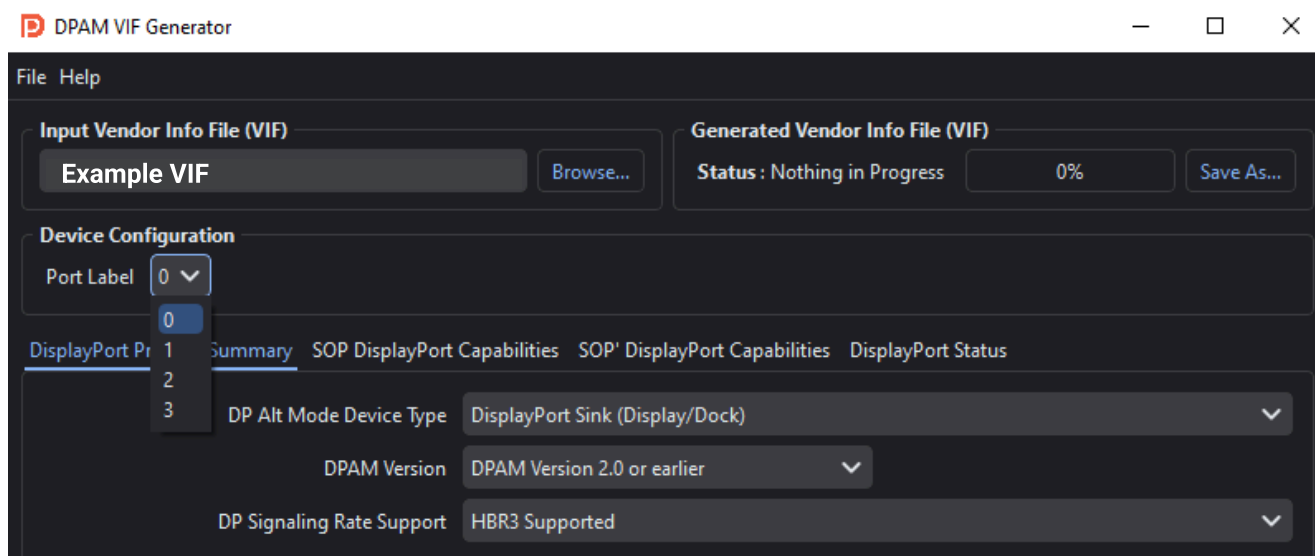 DPAM VIF Generator
File Help
Input Vendor Info File (VIF)
Example VIF
Browse...
Generated Vendor Info File (VIF)
Status : Nothing in Progress
0%
Save As...
Device Configuration
Port Label 0
0
1
2
3
DisplayPort Pr Summary SOP DisplayPort Capabilities SOP' DisplayPort Capabilities DisplayPort Status
DP Alt Mode Device Type DisplayPort Sink (Display/Dock)
DPAM Version DPAM Version 2.0 or earlier
DP Signaling Rate Support HBR3 Supported